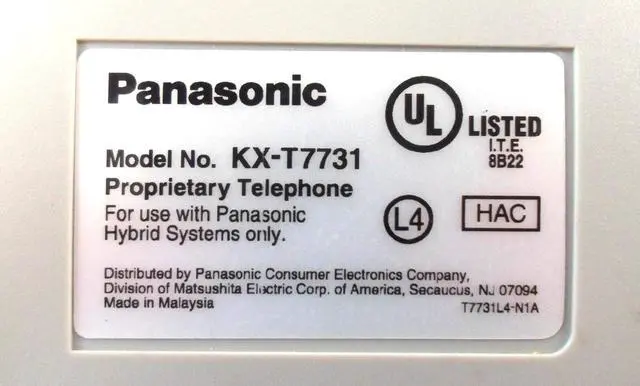 Panasonic
UL LISTED
I.T.E.
8B22
Model No. KX-T7731
Proprietary Telephone
For use with Panasonic
Hybrid Systems only.
L4 HAC
Distributed by Panasonic Consumer Electronics Company,
Division of Matsushita Electric Corp. of America, Secaucus, NJ 07094
Made in Malaysia T7731L4-N1A